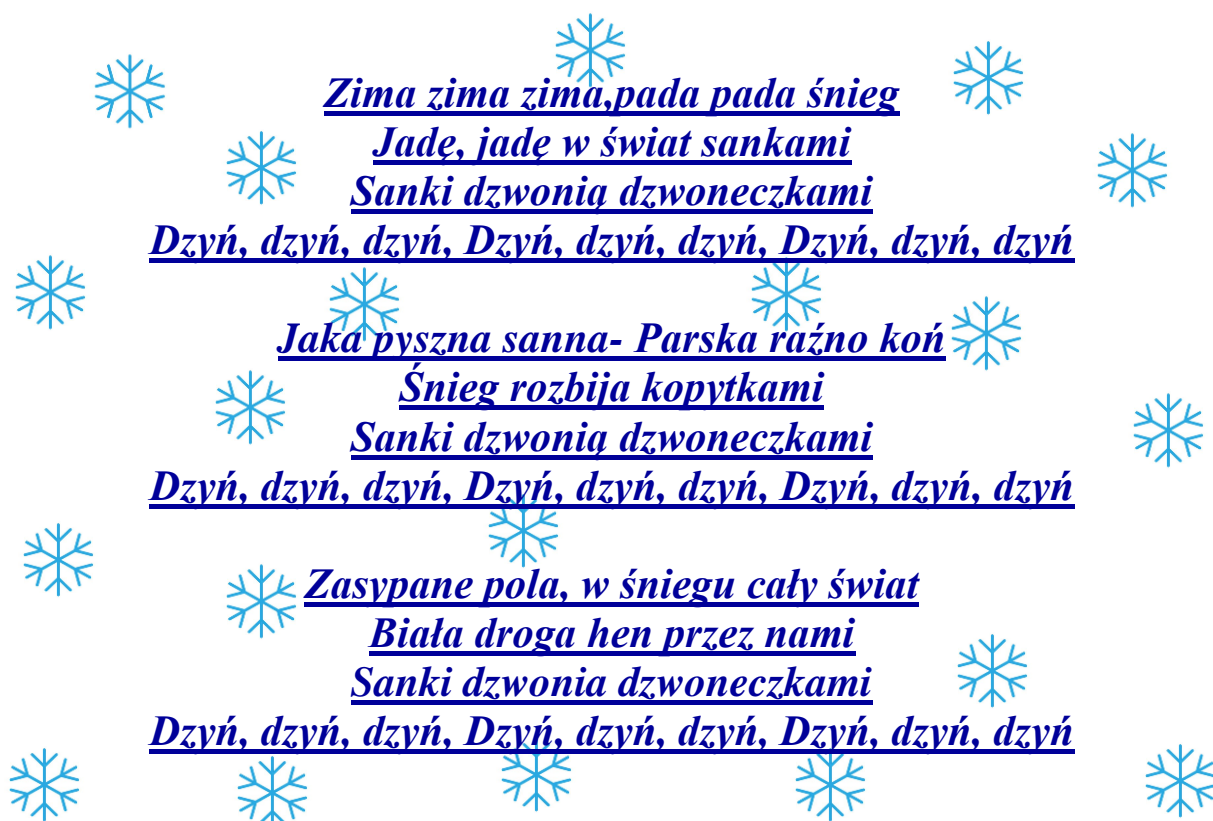 Zima zima zima,pada pada śnieg
Jadę, jadę w świat sankami
Sanki dzwonią dzwoneczkami
Dzyń, dzyń, dzyń, Dzyń, dzyń, dzyń, Dzyń, dzyń, dzyń
Jaka pyszna sanna- Parska raźno koń
Śnieg rozbija kopytkami
Sanki dzwonią dzwoneczkami
Dzyń, dzyń, dzyń, Dzyń, dzyń, dzyń, Dzyń, dzyń, dzyń
Zasypane pola, w śniegu cały świat
Biała droga hen przez nami
Sanki dzwonia dzwoneczkami
Dzyń, dzyń, dzyń, Dzyń, dzyń, dzyń, Dzyń, dzyń, dzyń